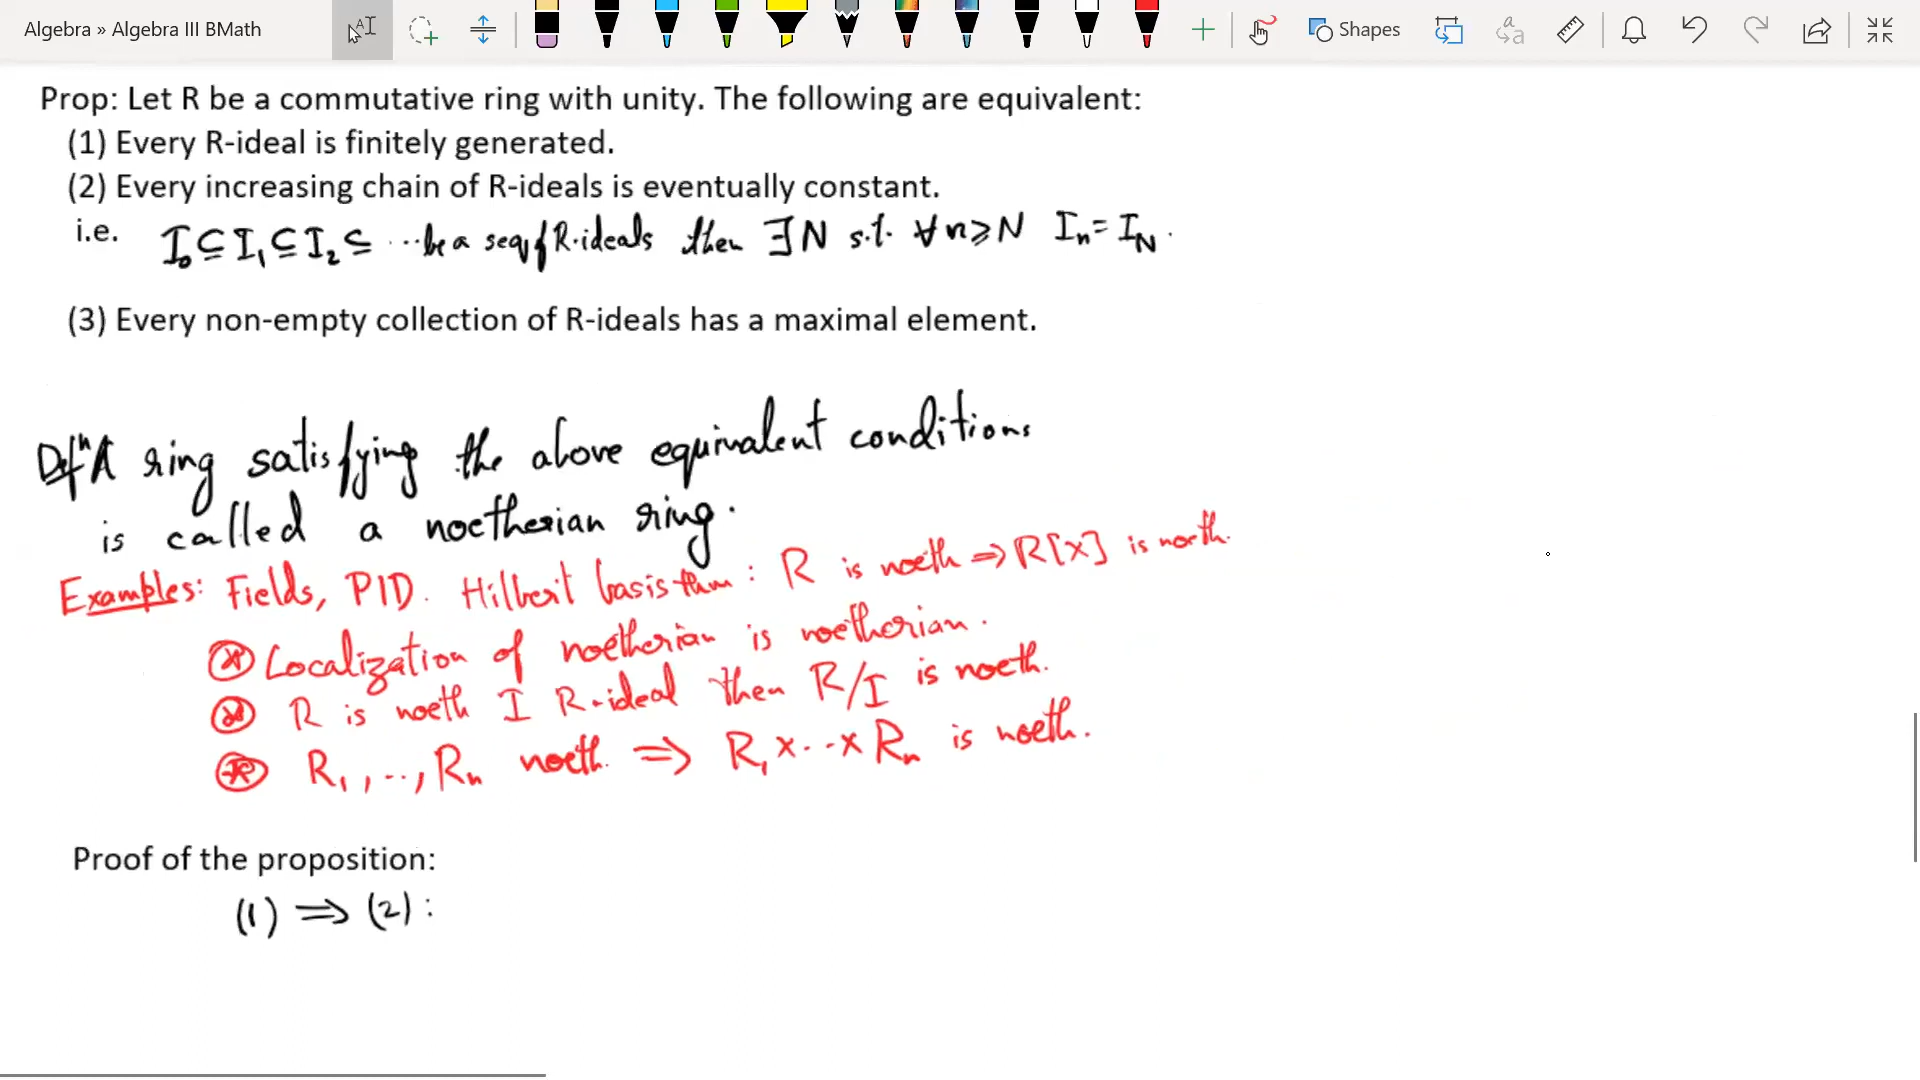 Algebra » Algebra III BMath
Shapes
Prop: Let R be a commutative ring with unity. The following are equivalent:
(1) Every R-ideal is finitely generated.
(2) Every increasing chain of R-ideals is eventually constant.
i.e. I₀ ⊆ I₁ ⊆ I₂ ⊆ ... be a seq of R-ideals then ∃ N s.t. ∀ n ⩾ N Iₙ = I_N.
(3) Every non-empty collection of R-ideals has a maximal element.
Defⁿ A ring satisfying the above equivalent conditions
is called a noetherian ring.
Examples: Fields, PID. Hilbert basis thm: R is noeth ⇒ R[X] is noeth.
⊛ Localization of noetherian is noetherian.
⊛ R is noeth I R-ideal then R/I is noeth.
⊛ R₁, .., Rₙ noeth. ⇒ R₁ x ... x Rₙ is noeth.
Proof of the proposition:
(1) ⇒ (2) :